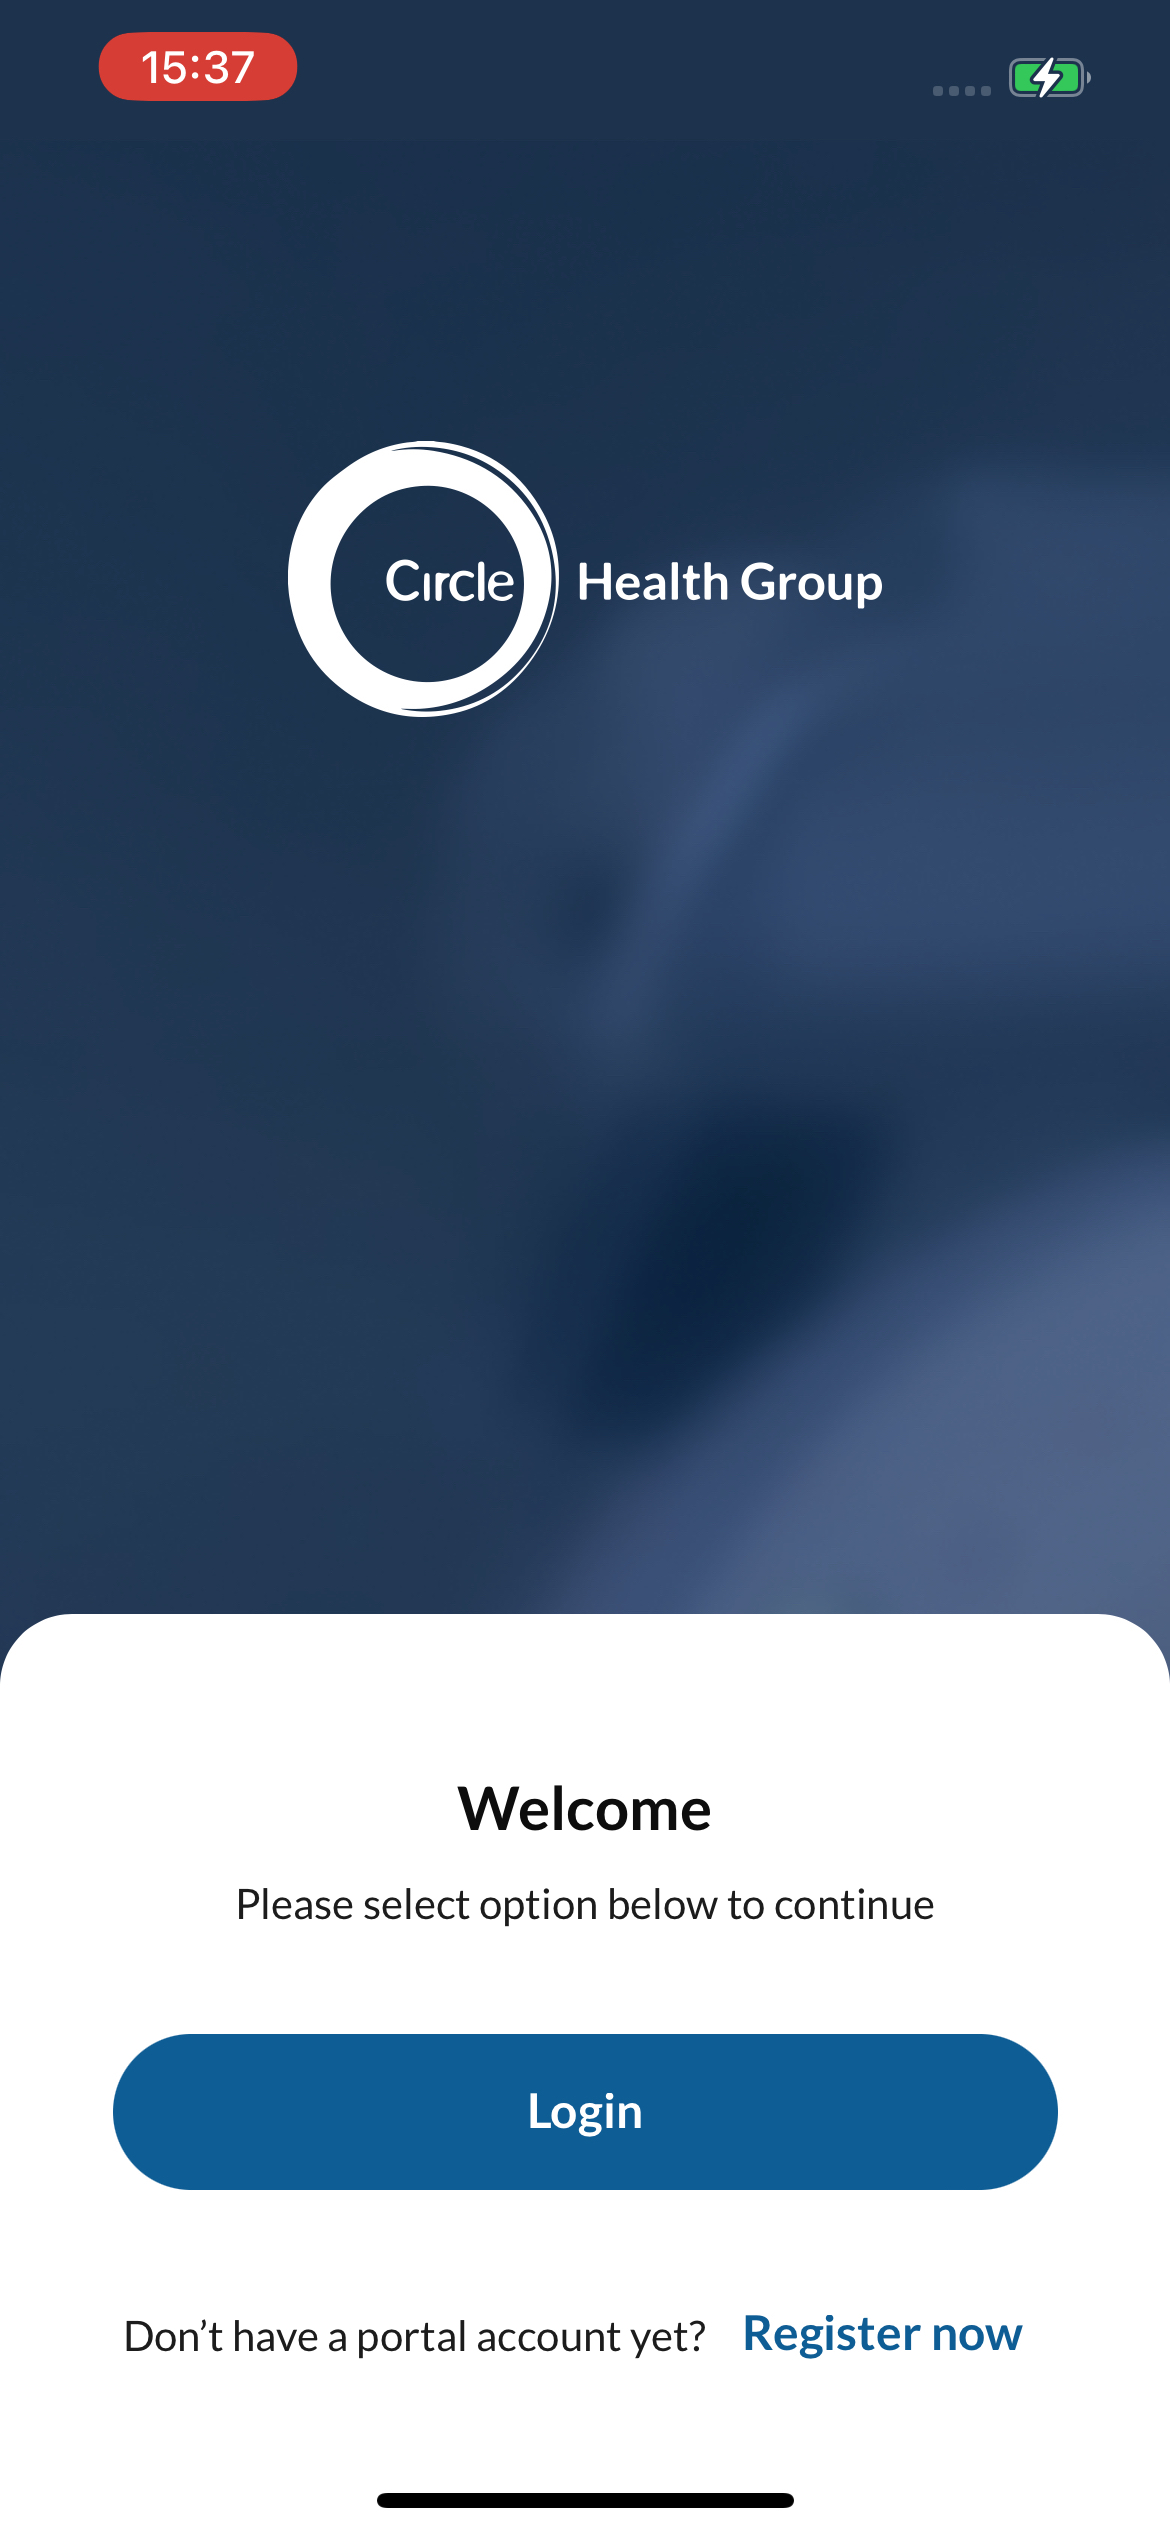 15:37
Circle Health Group
Welcome
Please select option below to continue
Login
Don’t have a portal account yet? Register now